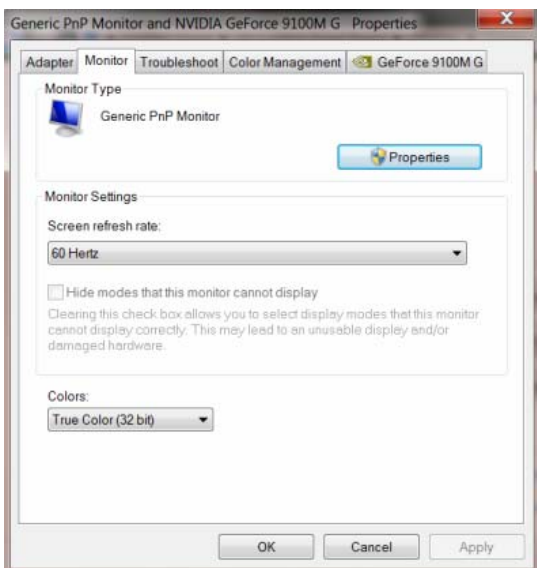 Generic PnP Monitor and NVIDIA GeForce 9100M G Properties
Adapter Monitor Troubleshoot Color Management GeForce 9100M G
Monitor Type
Generic PnP Monitor
Properties
Monitor Settings
Screen refresh rate:
60 Hertz
Hide modes that this monitor cannot display
Clearing this check box allows you to select display modes that this monitor
cannot display correctly. This may lead to an unusable display and/or
damaged hardware.
Colors:
True Color (32 bit)
OK Cancel Apply